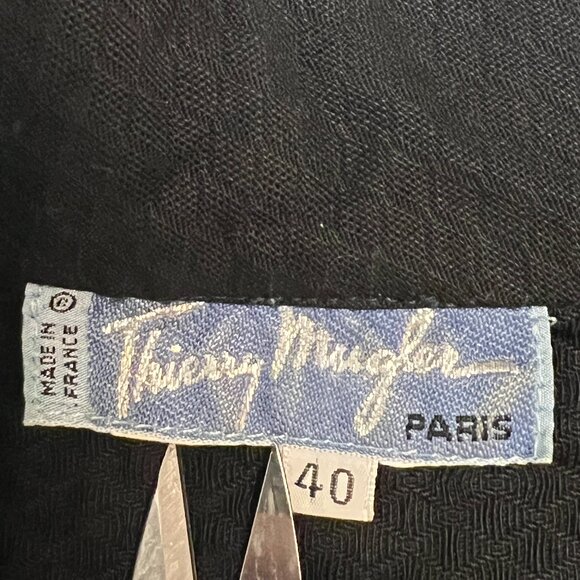 MADE IN ®
FRANCE
Thierry Mugler
PARIS
40